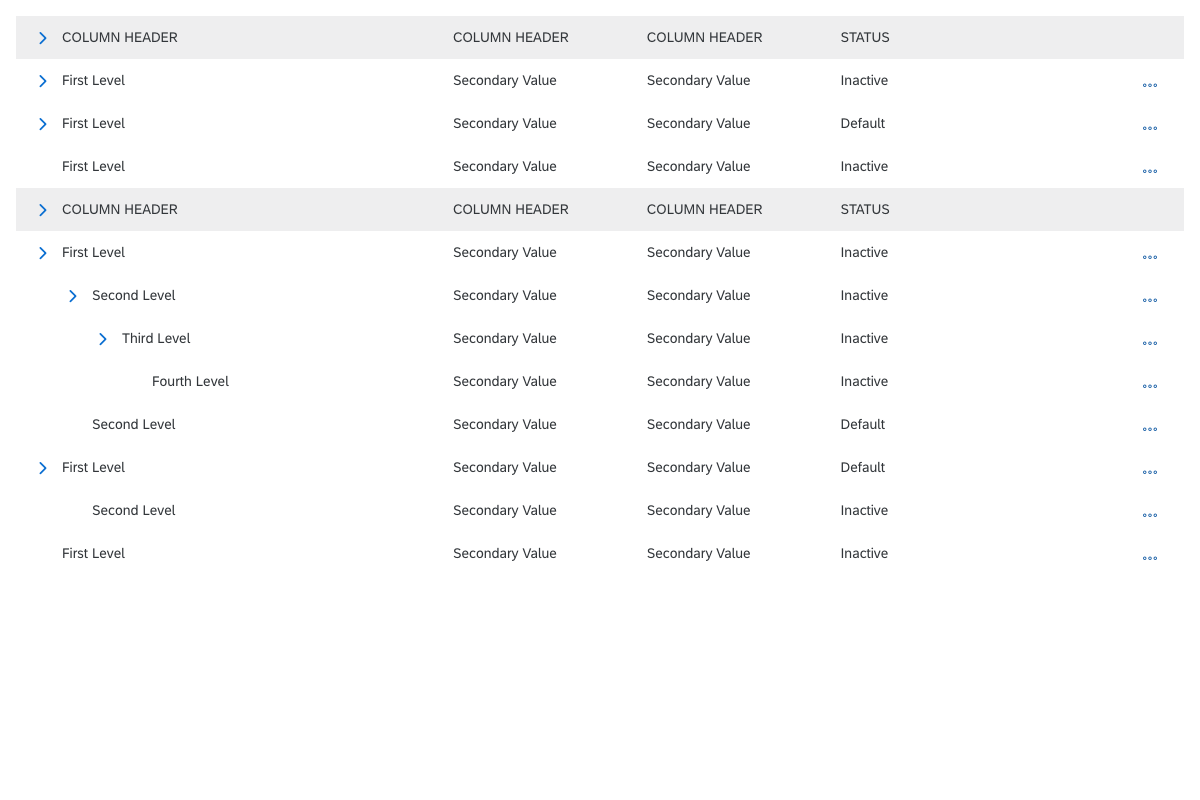 COLUMN HEADER COLUMN HEADER COLUMN HEADER STATUS
First Level Secondary Value Secondary Value Inactive
First Level Secondary Value Secondary Value Default
First Level Secondary Value Secondary Value Inactive
COLUMN HEADER COLUMN HEADER COLUMN HEADER STATUS
First Level Secondary Value Secondary Value Inactive
Second Level Secondary Value Secondary Value Inactive
Third Level Secondary Value Secondary Value Inactive
Fourth Level Secondary Value Secondary Value Inactive
Second Level Secondary Value Secondary Value Default
First Level Secondary Value Secondary Value Default
Second Level Secondary Value Secondary Value Inactive
First Level Secondary Value Secondary Value Inactive